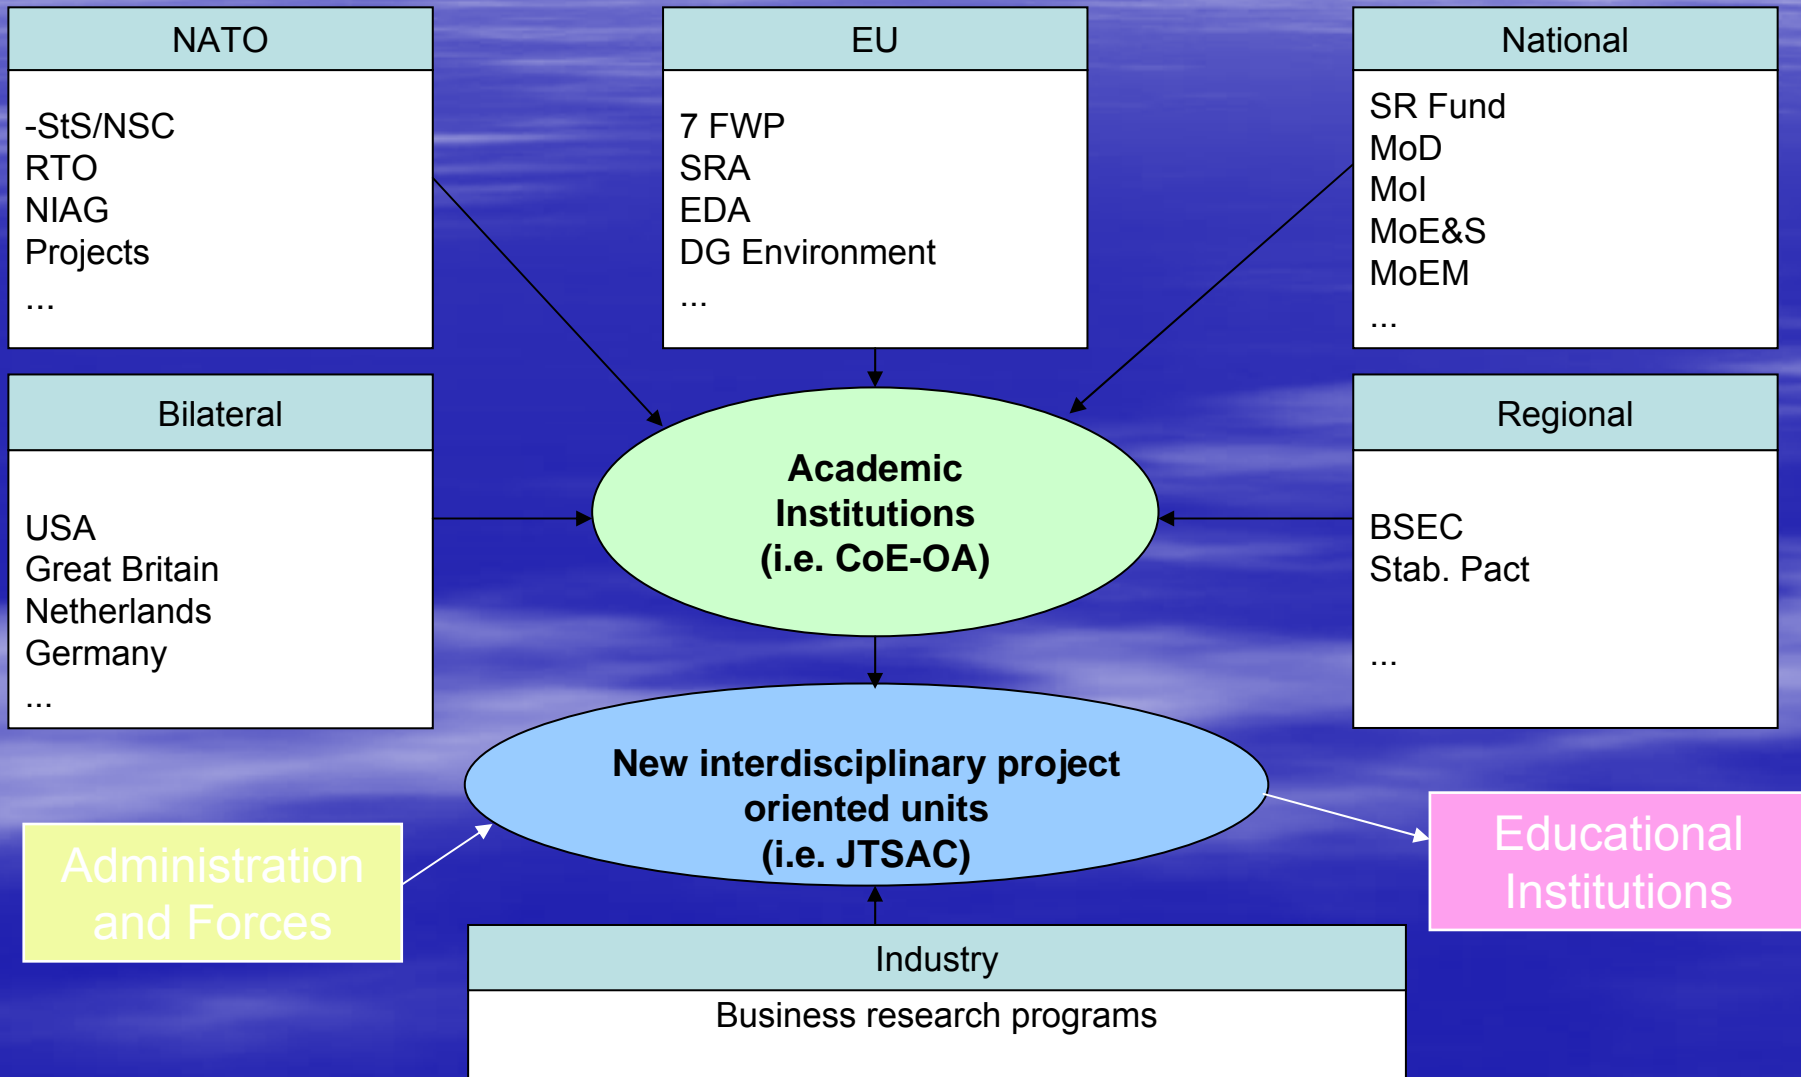 NATO
-StS/NSC
RTO
NIAG
Projects
...
EU
7 FWP
SRA
EDA
DG Environment
...
National
SR Fund
MoD
MoI
MoE&S
MoEM
...
Bilateral
USA
Great Britain
Netherlands
Germany
...
Academic
Institutions
(i.e. CoE-OA)
Regional
BSEC
Stab. Pact
...
New interdisciplinary project
oriented units
(i.e. JTSAC)
Administration
and Forces
Educational
Institutions
Industry
Business research programs